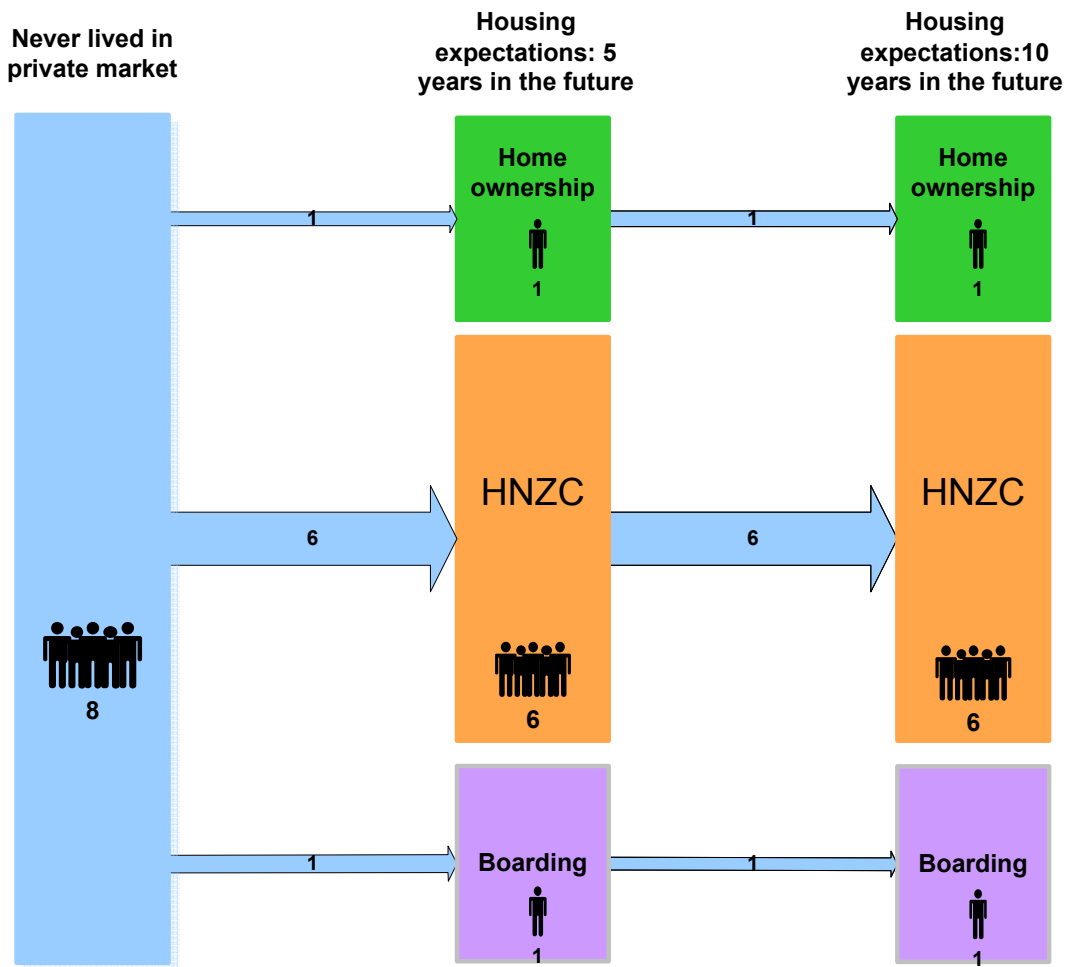 Never lived in
private market
Housing
expectations: 5
years in the future
Housing
expectations:10
years in the future
Home
ownership
1
1
1
Home
ownership
1
8
6
HNZC
6
6
HNZC
6
1
Boarding
1
1
Boarding
1